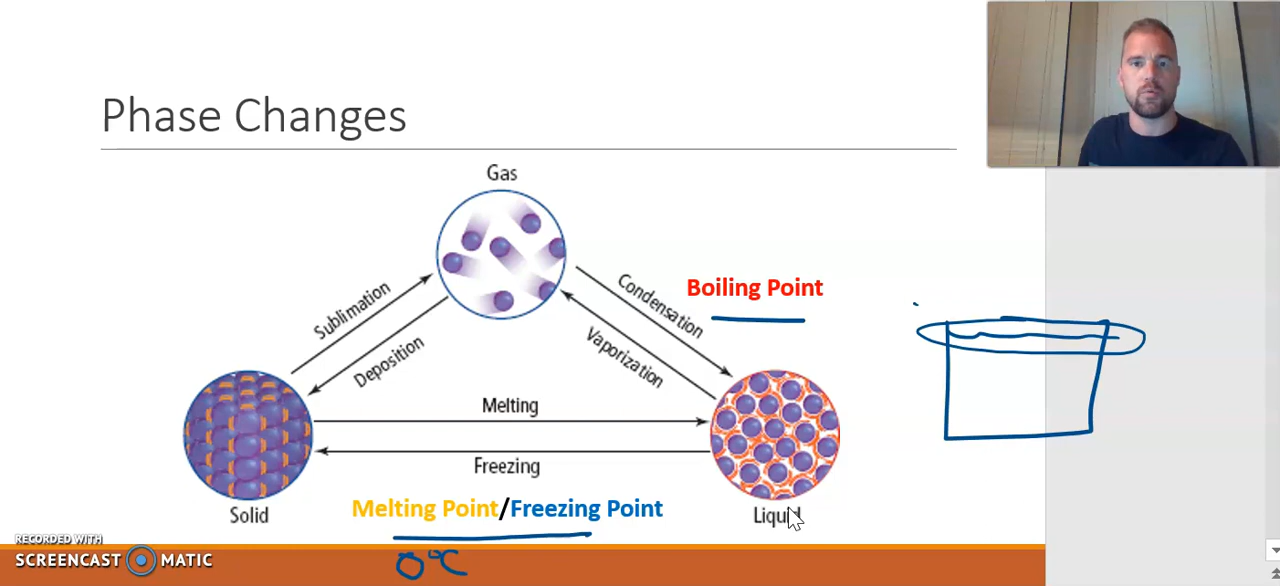 Phase Changes
Gas
Sublimation
Deposition
Condensation
Vaporization
Boiling Point
Melting
Freezing
Melting Point/Freezing Point
Solid
Liquid
0°C
RECORDED WITH
SCREENCAST MATIC